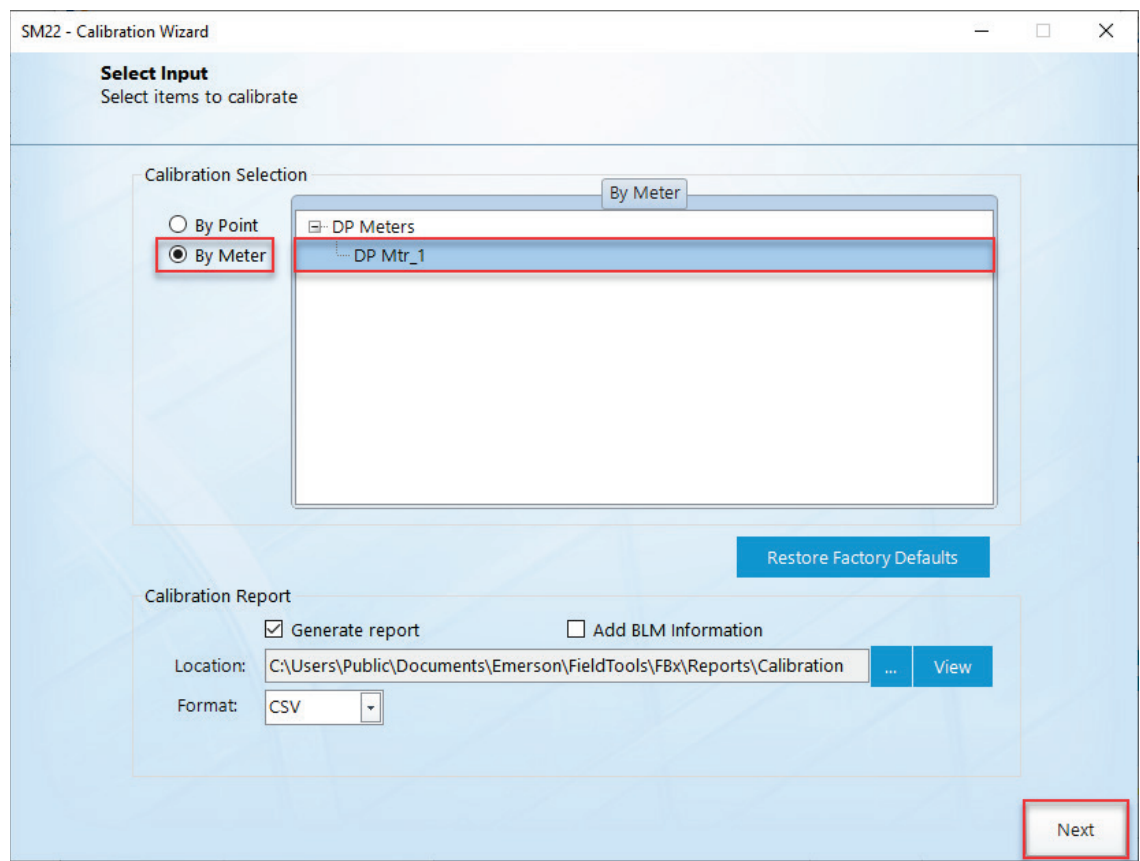 SM22 - Calibration Wizard
Select Input
Select items to calibrate
Calibration Selection
By Meter
By Point
DP Meters
By Meter
DP Mtr_1
Restore Factory Defaults
Calibration Report
Generate report
Add BLM Information
Location:
C:\Users\Public\Documents\Emerson\FieldTools\FBx\Reports\Calibration
...
View
Format:
CSV
Next